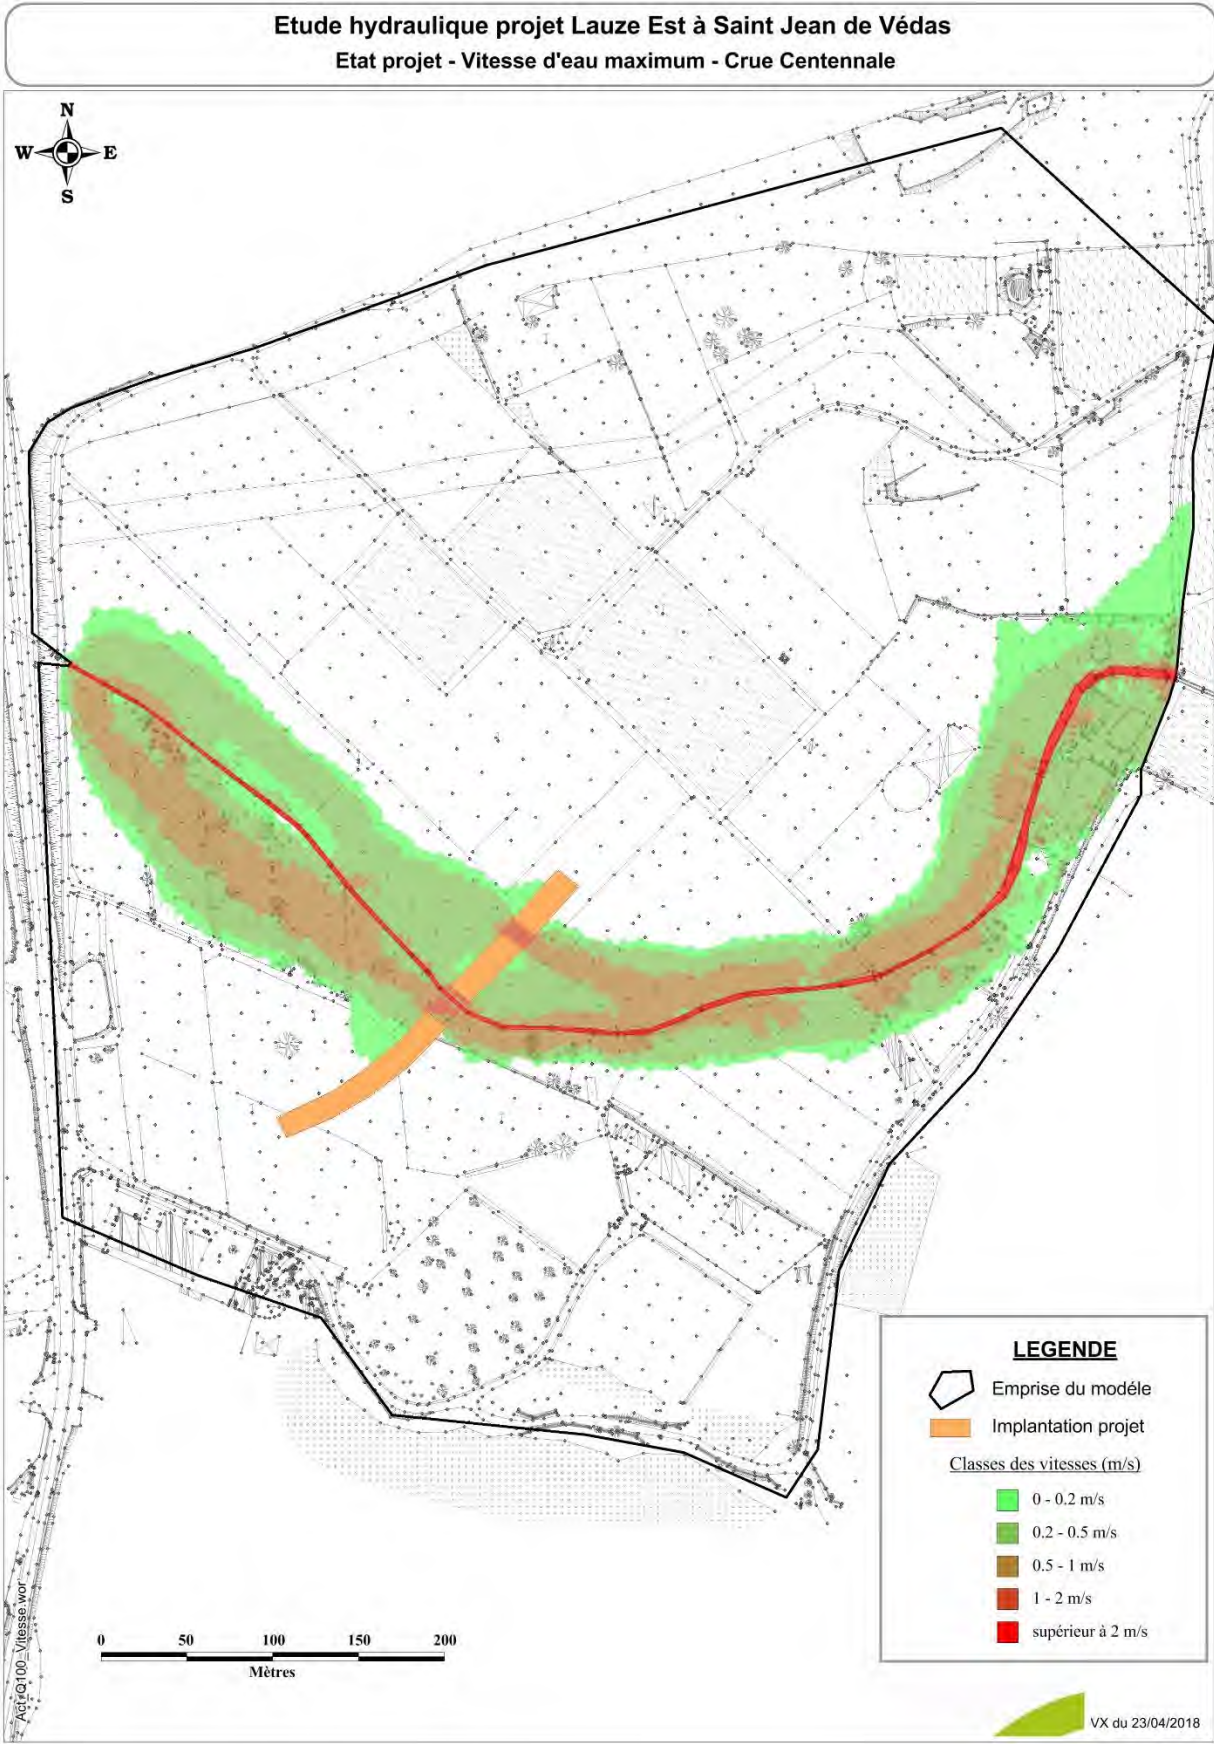 Etude hydraulique projet Lauze Est à Saint Jean de Védas
Etat projet - Vitesse d'eau maximum - Crue Centennale
N
W E
S
LEGENDE
Emprise du modéle
Implantation projet
Classes des vitesses (m/s)
0 - 0.2 m/s
0.2 - 0.5 m/s
0.5 - 1 m/s
1 - 2 m/s
supérieur à 2 m/s
0 50 100 150 200
Mètres
Act_Q100_Vitesse.wor
VX du 23/04/2018